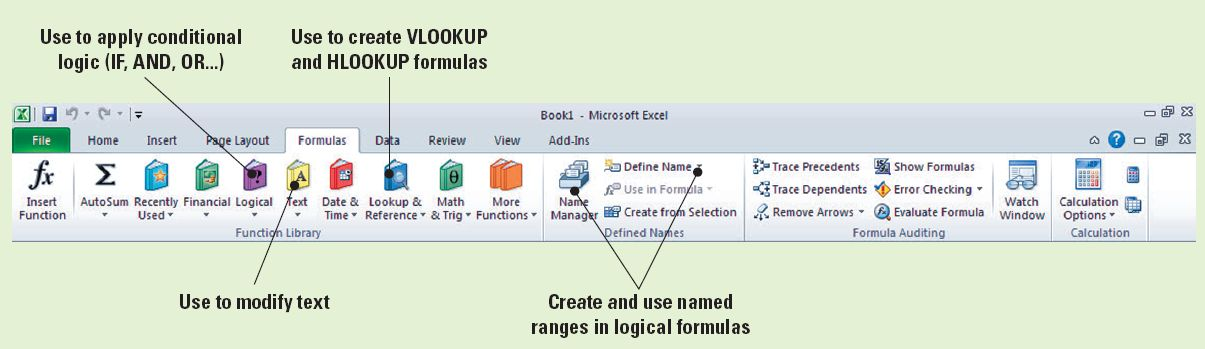 Use to apply conditional
logic (IF, AND, OR...)
Use to create VLOOKUP
and HLOOKUP formulas
Book1 - Microsoft Excel
File Home Insert Page Layout Formulas Data Review View Add-Ins
fx
Insert
Function
Σ
AutoSum
Recently
Used
Financial
?
Logical
A
Text
Date &
Time
Lookup &
Reference
θ
Math
& Trig
More
Functions
Function Library
Name
Manager
Define Name
Use in Formula
Create from Selection
Defined Names
Trace Precedents
Trace Dependents
Remove Arrows
Show Formulas
Error Checking
Evaluate Formula
Watch
Window
Formula Auditing
Calculation
Options
Calculation
Use to modify text
Create and use named
ranges in logical formulas